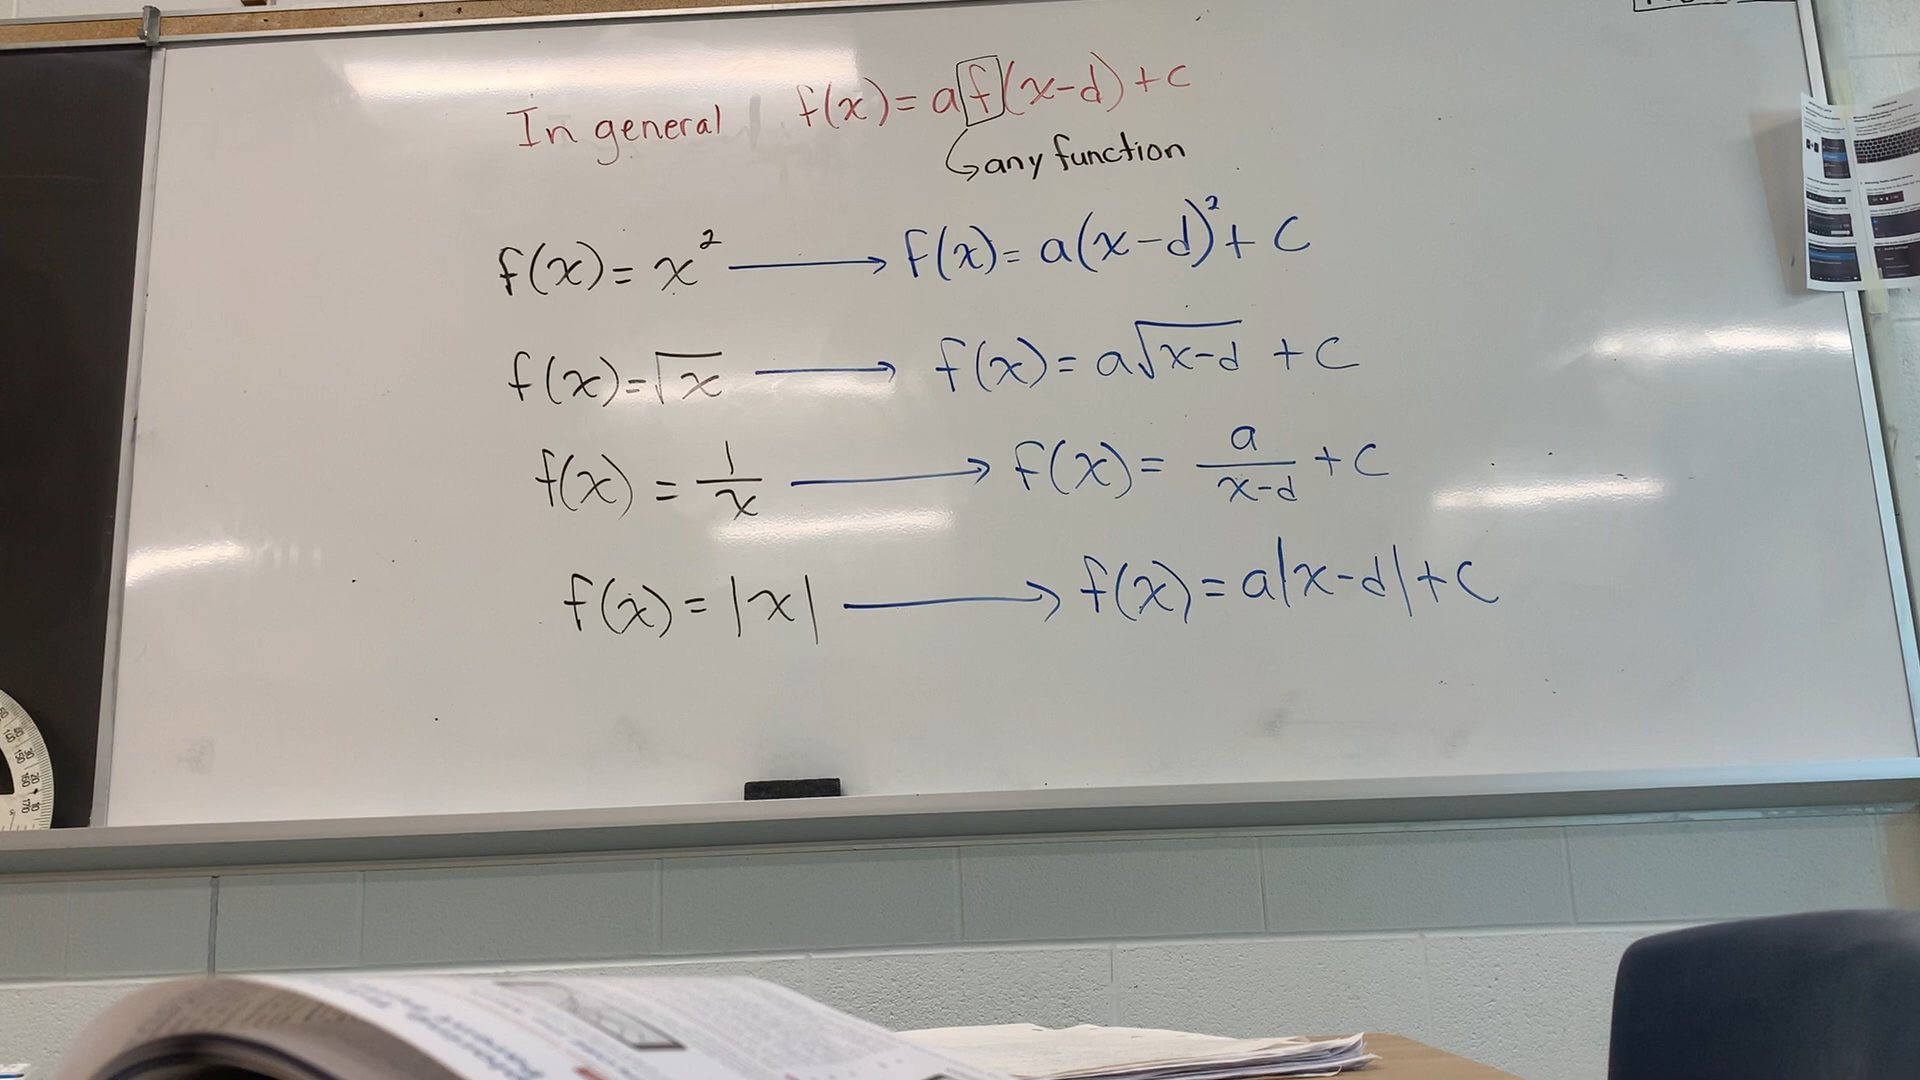 In general f(x) = a f(x-d) + c
any function
f(x) = x² ⟶ f(x) = a(x-d)² + c
f(x) = √x ⟶ f(x) = a√(x-d) + c
f(x) = 1/x ⟶ f(x) = a/(x-d) + c
f(x) = |x| ⟶ f(x) = a|x-d| + c